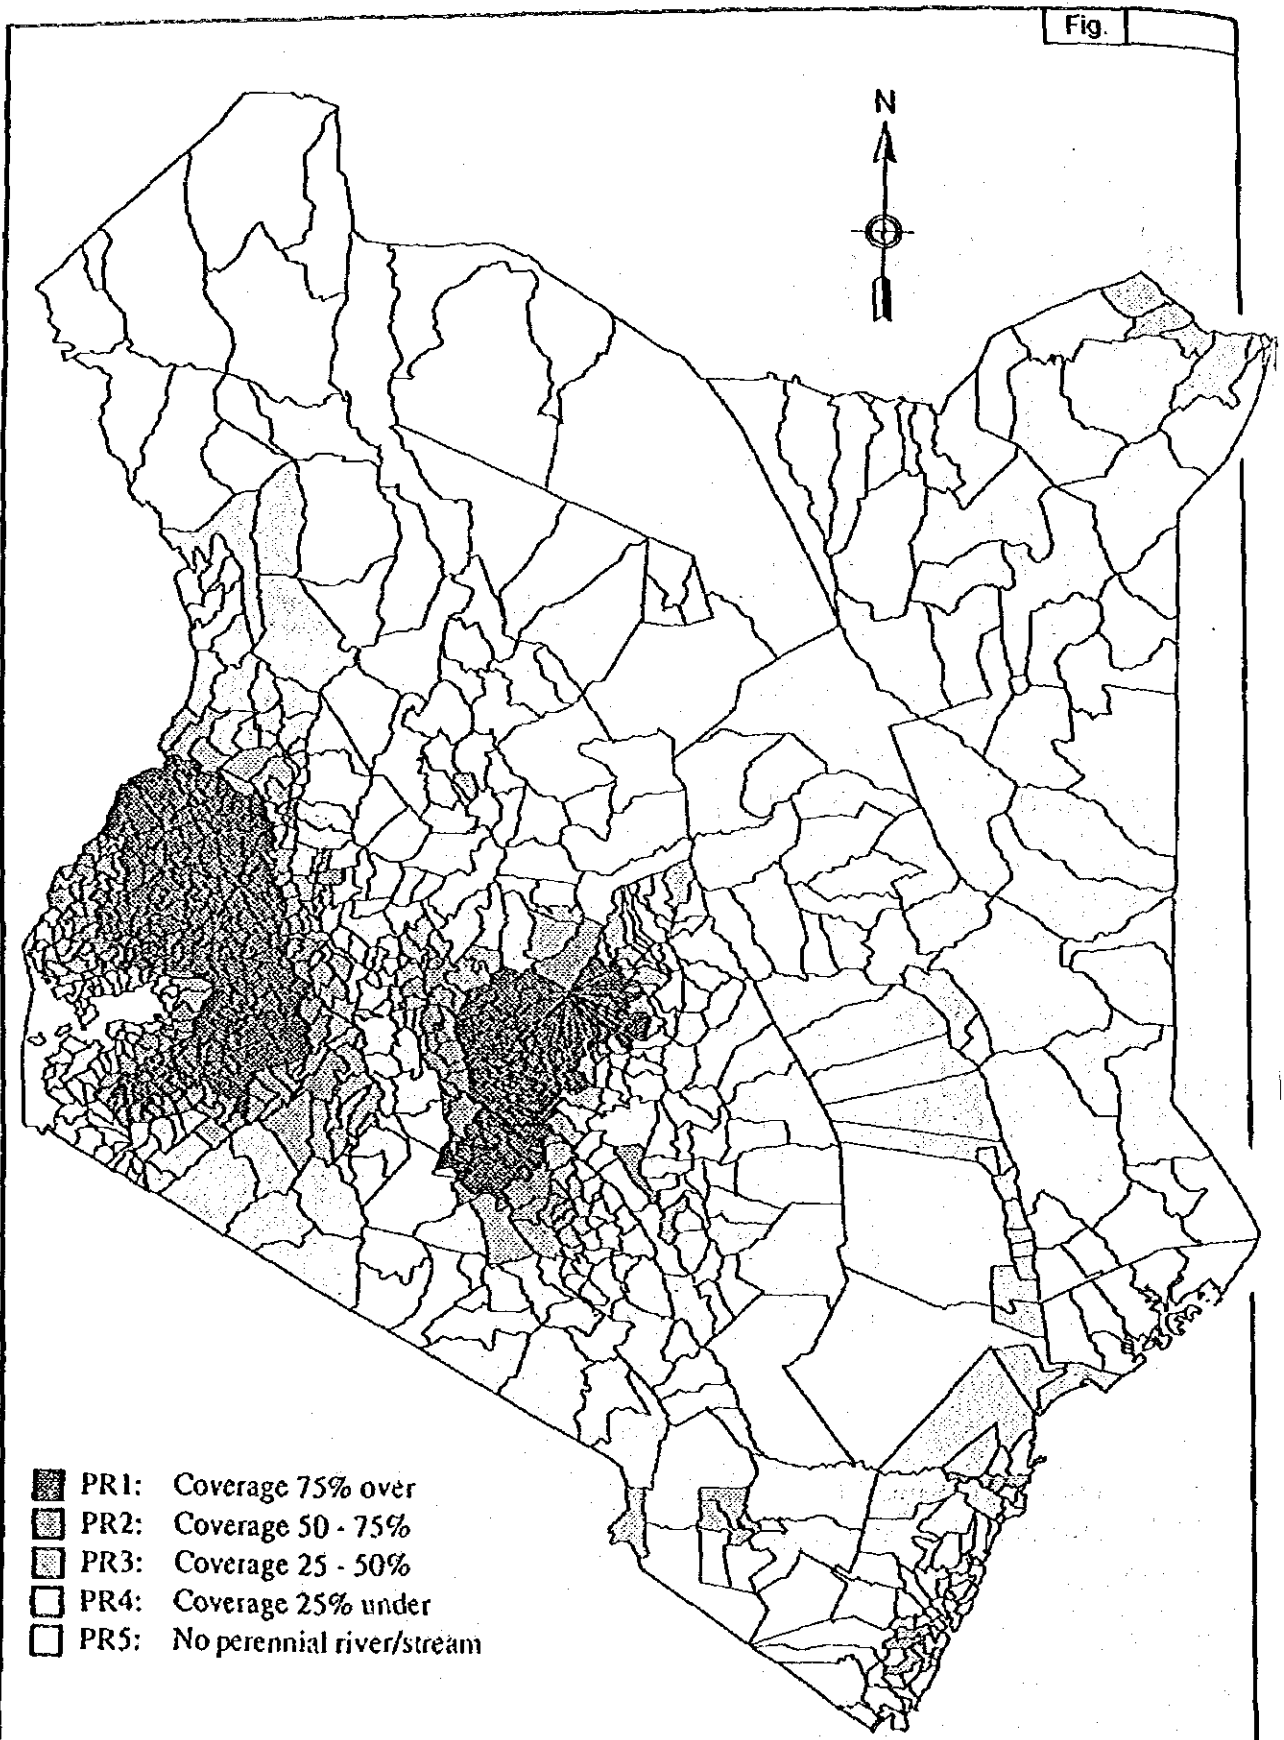 Fig.
N
PR1: Coverage 75% over
PR2: Coverage 50 - 75%
PR3: Coverage 25 - 50%
PR4: Coverage 25% under
PR5: No perennial river/stream